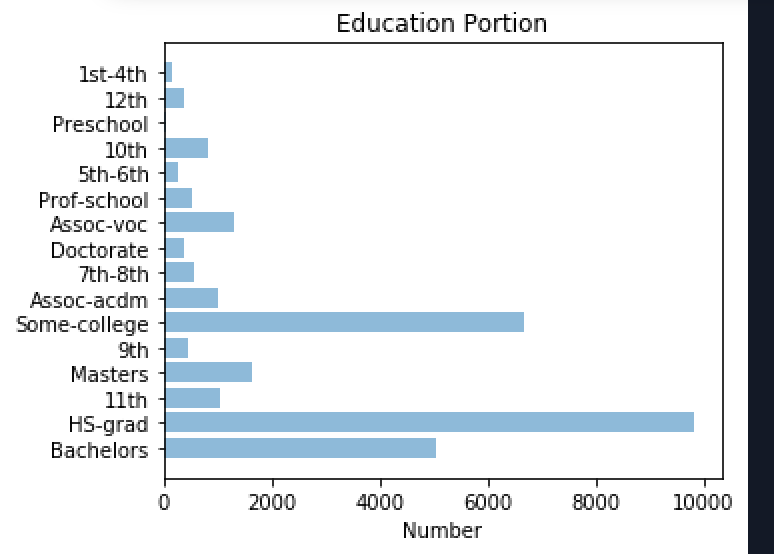 Education Portion
1st-4th
12th
Preschool
10th
5th-6th
Prof-school
Assoc-voc
Doctorate
7th-8th
Assoc-acdm
Some-college
9th
Masters
11th
HS-grad
Bachelors
0 2000 4000 6000 8000 10000
Number